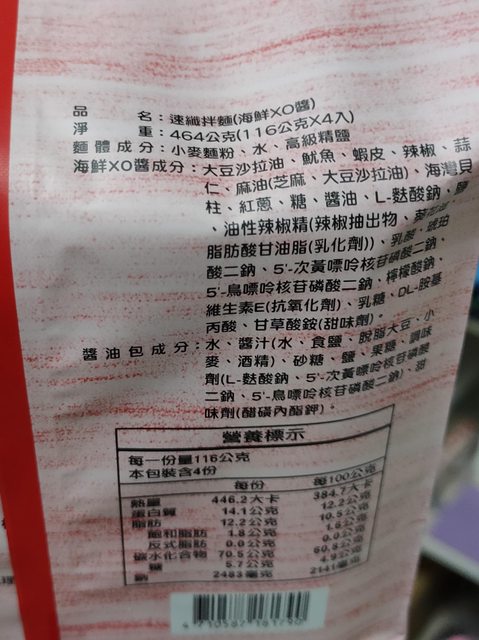 品　　名：速纖拌麵(海鮮XO醬)
淨　　重：464公克(116公克X4入)
麵體成分：小麥麵粉、水、高級精鹽
海鮮XO醬成分：大豆沙拉油、魷魚、蝦皮、辣椒、蒜
仁、麻油(芝麻、大豆沙拉油)、海灣貝
柱、紅蔥、糖、醬油、L-麩酸鈉、鹽
、油性辣椒精(辣椒抽出物、
脂肪酸甘油脂(乳化劑))、乳酸、琥珀
酸二鈉、5'-次黃嘌呤核苷磷酸二鈉、
5'-鳥嘌呤核苷磷酸二鈉、檸檬酸鈉、
維生素E(抗氧化劑)、乳糖、DL-胺基
丙酸、甘草酸銨(甜味劑)。
醬油包成分：水、醬汁(水、食鹽、脫脂大豆、小
麥、酒精)、砂糖、鹽、果糖、調味
劑(L-麩酸鈉、5'-次黃嘌呤核苷磷酸
二鈉、5'-鳥嘌呤核苷磷酸二鈉)、甜
味劑(醋磺內酯鉀)。
營養標示
每一份量116公克
本包裝含4份
每份 每100公克
熱量 446.2大卡 384.7大卡
蛋白質 14.1公克 12.2公克
脂肪 12.2公克 10.5公克
飽和脂肪 1.8公克 1.6公克
反式脂肪 0.0公克 0.0公克
碳水化合物 70.5公克 60.8公克
糖 5.7公克 4.9公克
鈉 2483毫克 2141毫克